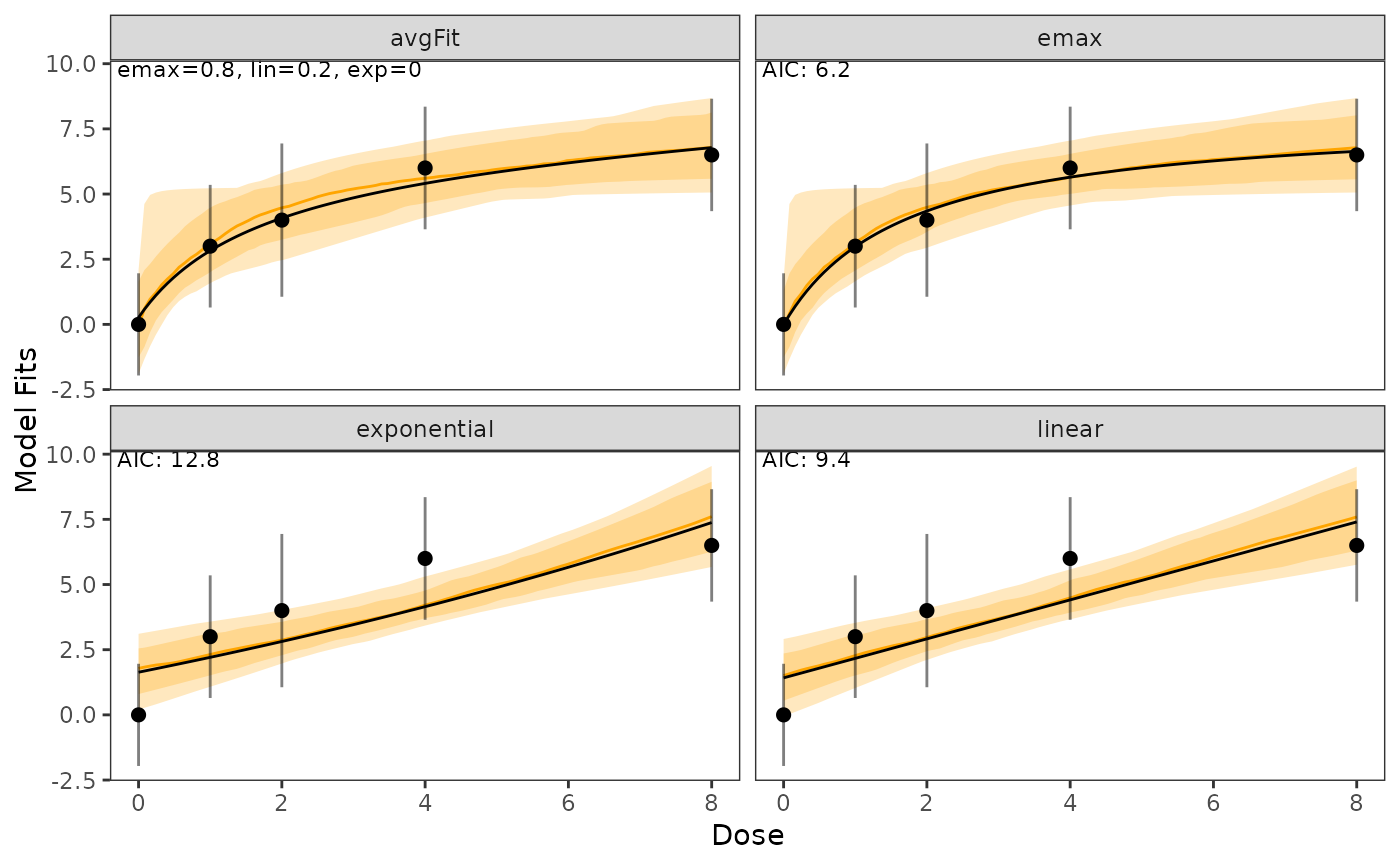 avgFit
emax
10.0
7.5
5.0
2.5
0.0
-2.5
emax=0.8, lin=0.2, exp=0
AIC: 6.2
exponential
linear
10.0
7.5
5.0
2.5
0.0
-2.5
AIC: 12.8
AIC: 9.4
Model Fits
0 2 4 6 8
0 2 4 6 8
Dose